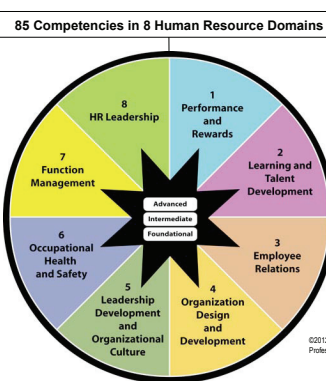 85 Competencies in 8 Human Resource Domains
1
Performance
and
Rewards
2
Learning and
Talent
Development
3
Employee
Relations
4
Organization
Design
and
Development
5
Leadership
Development
and
Organizational
Culture
6
Occupational
Health
and Safety
7
Function
Management
8
HR Leadership
Advanced
Intermediate
Foundational
©2012
Profes